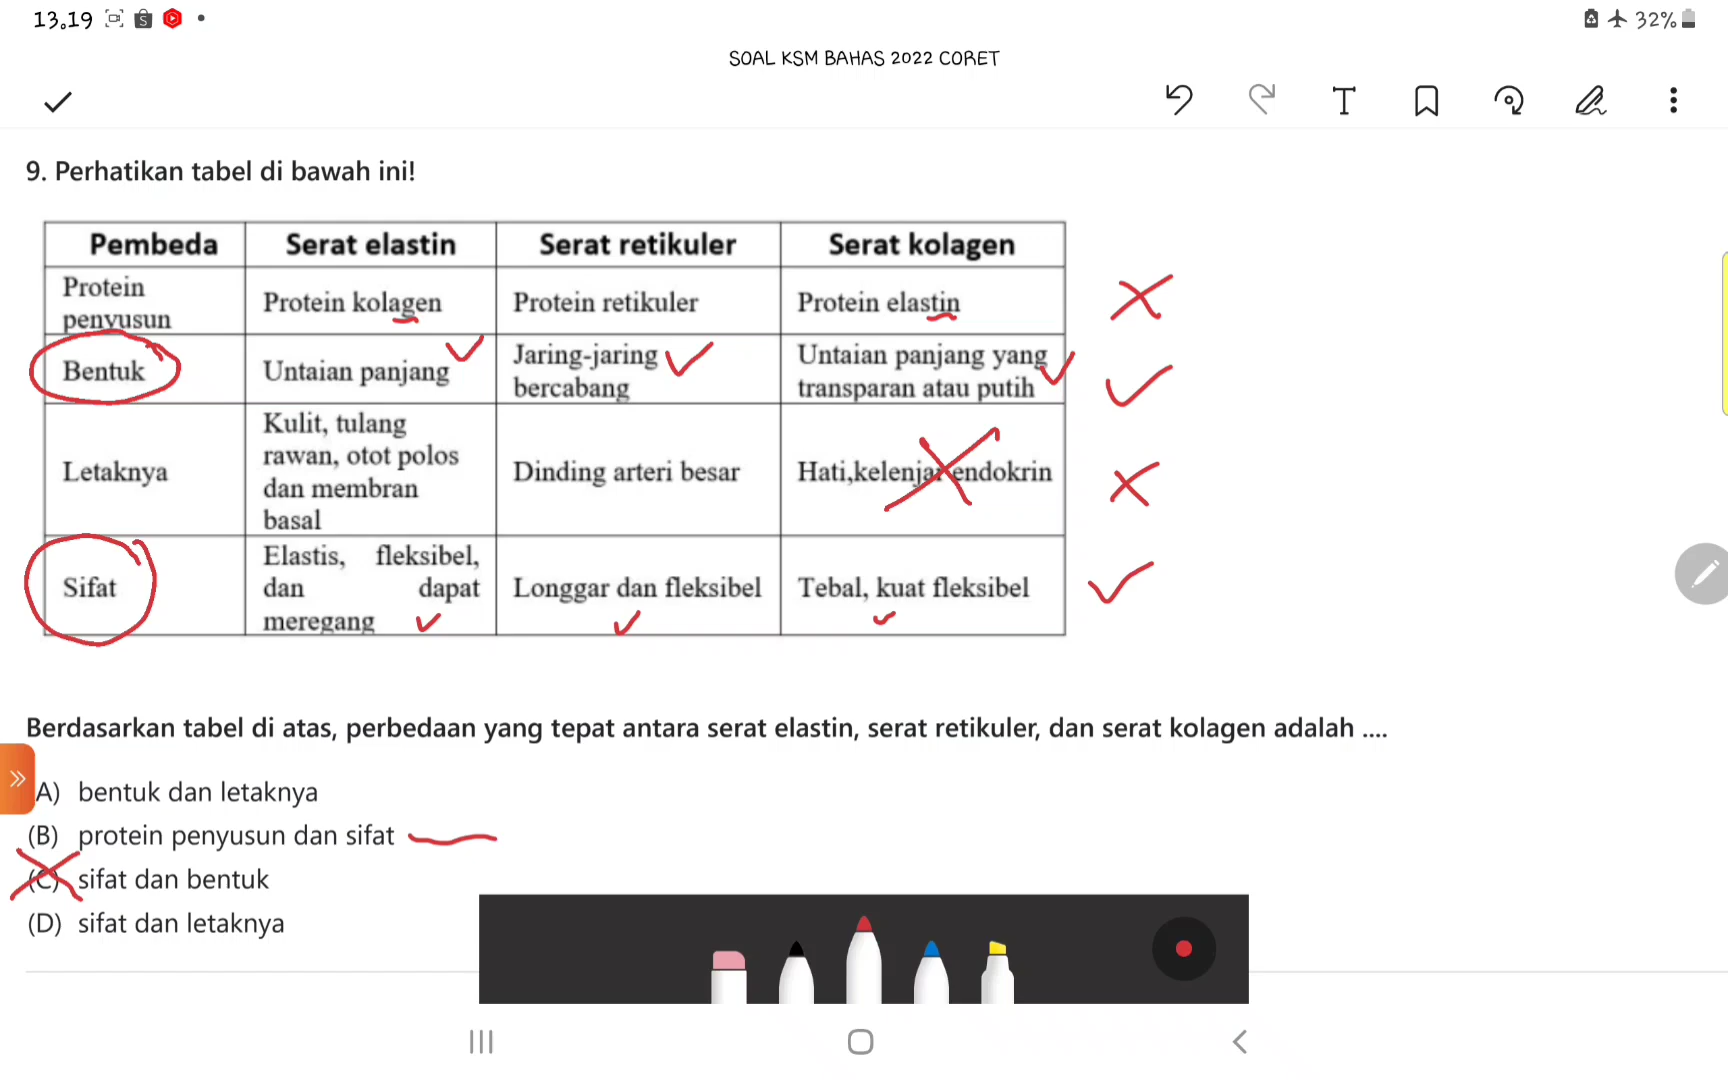 13.19
32%
SOAL KSM BAHAS 2022 CORET
9. Perhatikan tabel di bawah ini!
Pembeda Serat elastin Serat retikuler Serat kolagen
Protein penyusun Protein kolagen Protein retikuler Protein elastin
Bentuk Untaian panjang Jaring-jaring bercabang Untaian panjang yang transparan atau putih
Letaknya Kulit, tulang rawan, otot polos dan membran basal Dinding arteri besar Hati,kelenjar endokrin
Sifat Elastis, fleksibel, dan dapat meregang Longgar dan fleksibel Tebal, kuat fleksibel
Berdasarkan tabel di atas, perbedaan yang tepat antara serat elastin, serat retikuler, dan serat kolagen adalah ....
A) bentuk dan letaknya
(B) protein penyusun dan sifat
(C) sifat dan bentuk
(D) sifat dan letaknya